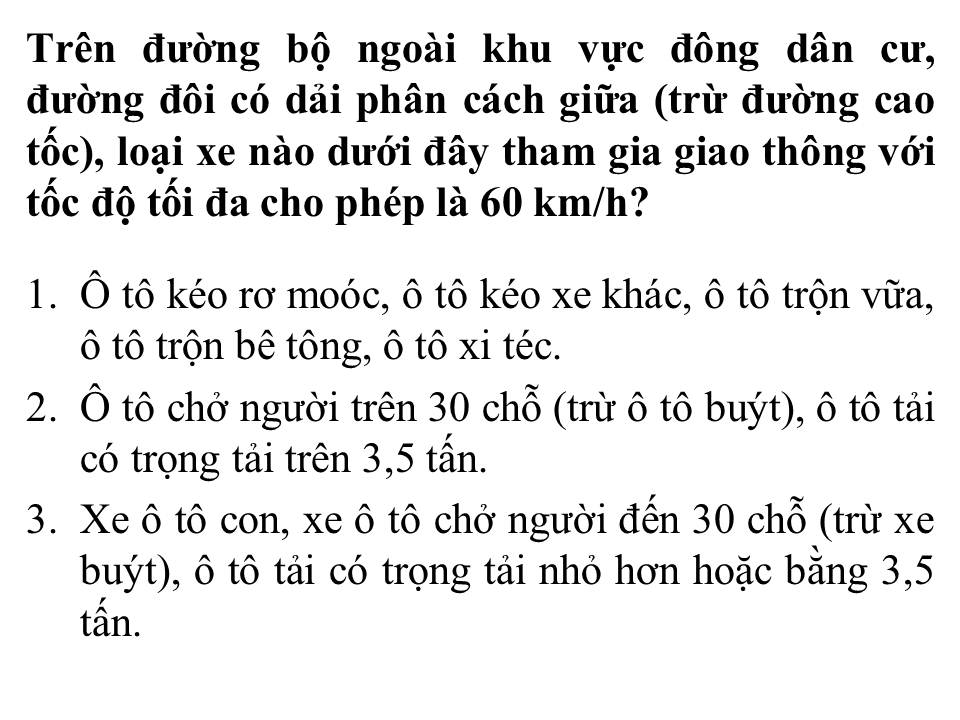 Trên đường bộ ngoài khu vực đông dân cư,
đường đôi có dải phân cách giữa (trừ đường cao
tốc), loại xe nào dưới đây tham gia giao thông với
tốc độ tối đa cho phép là 60 km/h?
1. Ô tô kéo rơ moóc, ô tô kéo xe khác, ô tô trộn vữa,
ô tô trộn bê tông, ô tô xi téc.
2. Ô tô chở người trên 30 chỗ (trừ ô tô buýt), ô tô tải
có trọng tải trên 3,5 tấn.
3. Xe ô tô con, xe ô tô chở người đến 30 chỗ (trừ xe
buýt), ô tô tải có trọng tải nhỏ hơn hoặc bằng 3,5
tấn.